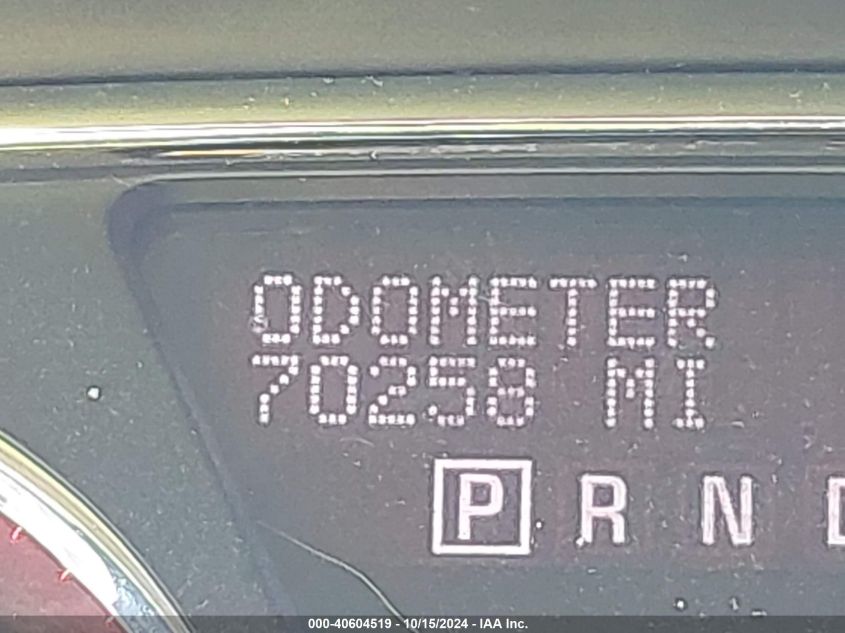 ODOMETER
70258 MI
P R N
000-40604519 - 10/15/2024 - IAA Inc.